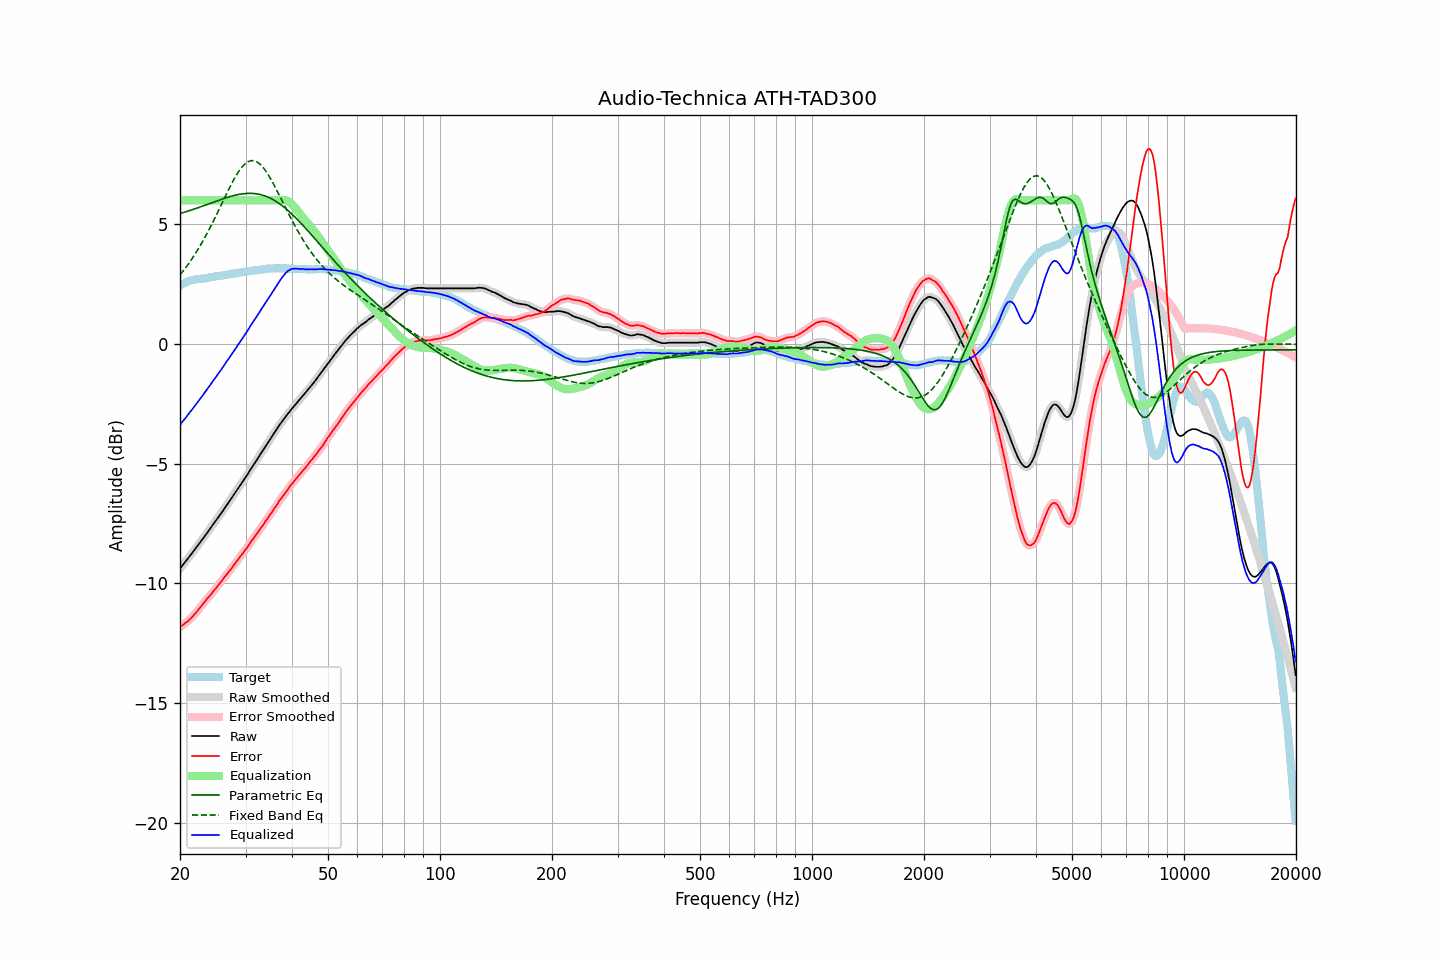 Audio-Technica ATH-TAD300
Amplitude (dBr)
5
0
−5
−10
−15
−20
Target
Raw Smoothed
Error Smoothed
Raw
Error
Equalization
Parametric Eq
Fixed Band Eq
Equalized
20 50 100 200 500 1000 2000 5000 10000 20000
Frequency (Hz)